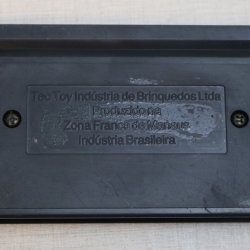 Tec Toy Indústria de Brinquedos Ltda
Produzido na
Zona Franca de Manaus
Indústria Brasileira